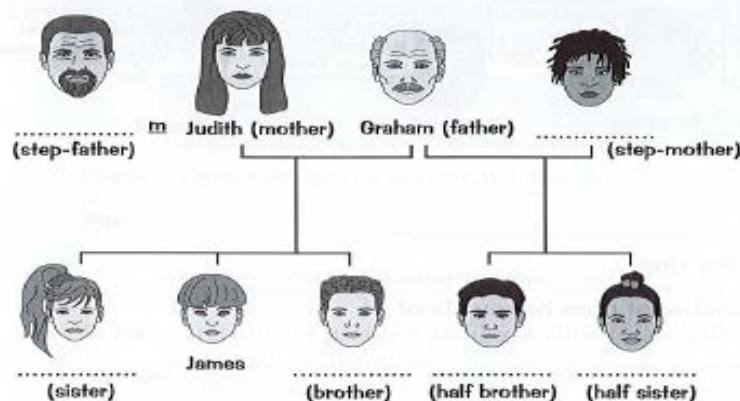 m Judith (mother) Graham (father)
(step-father) (step-mother)
James
(sister) (brother) (half brother) (half sister)